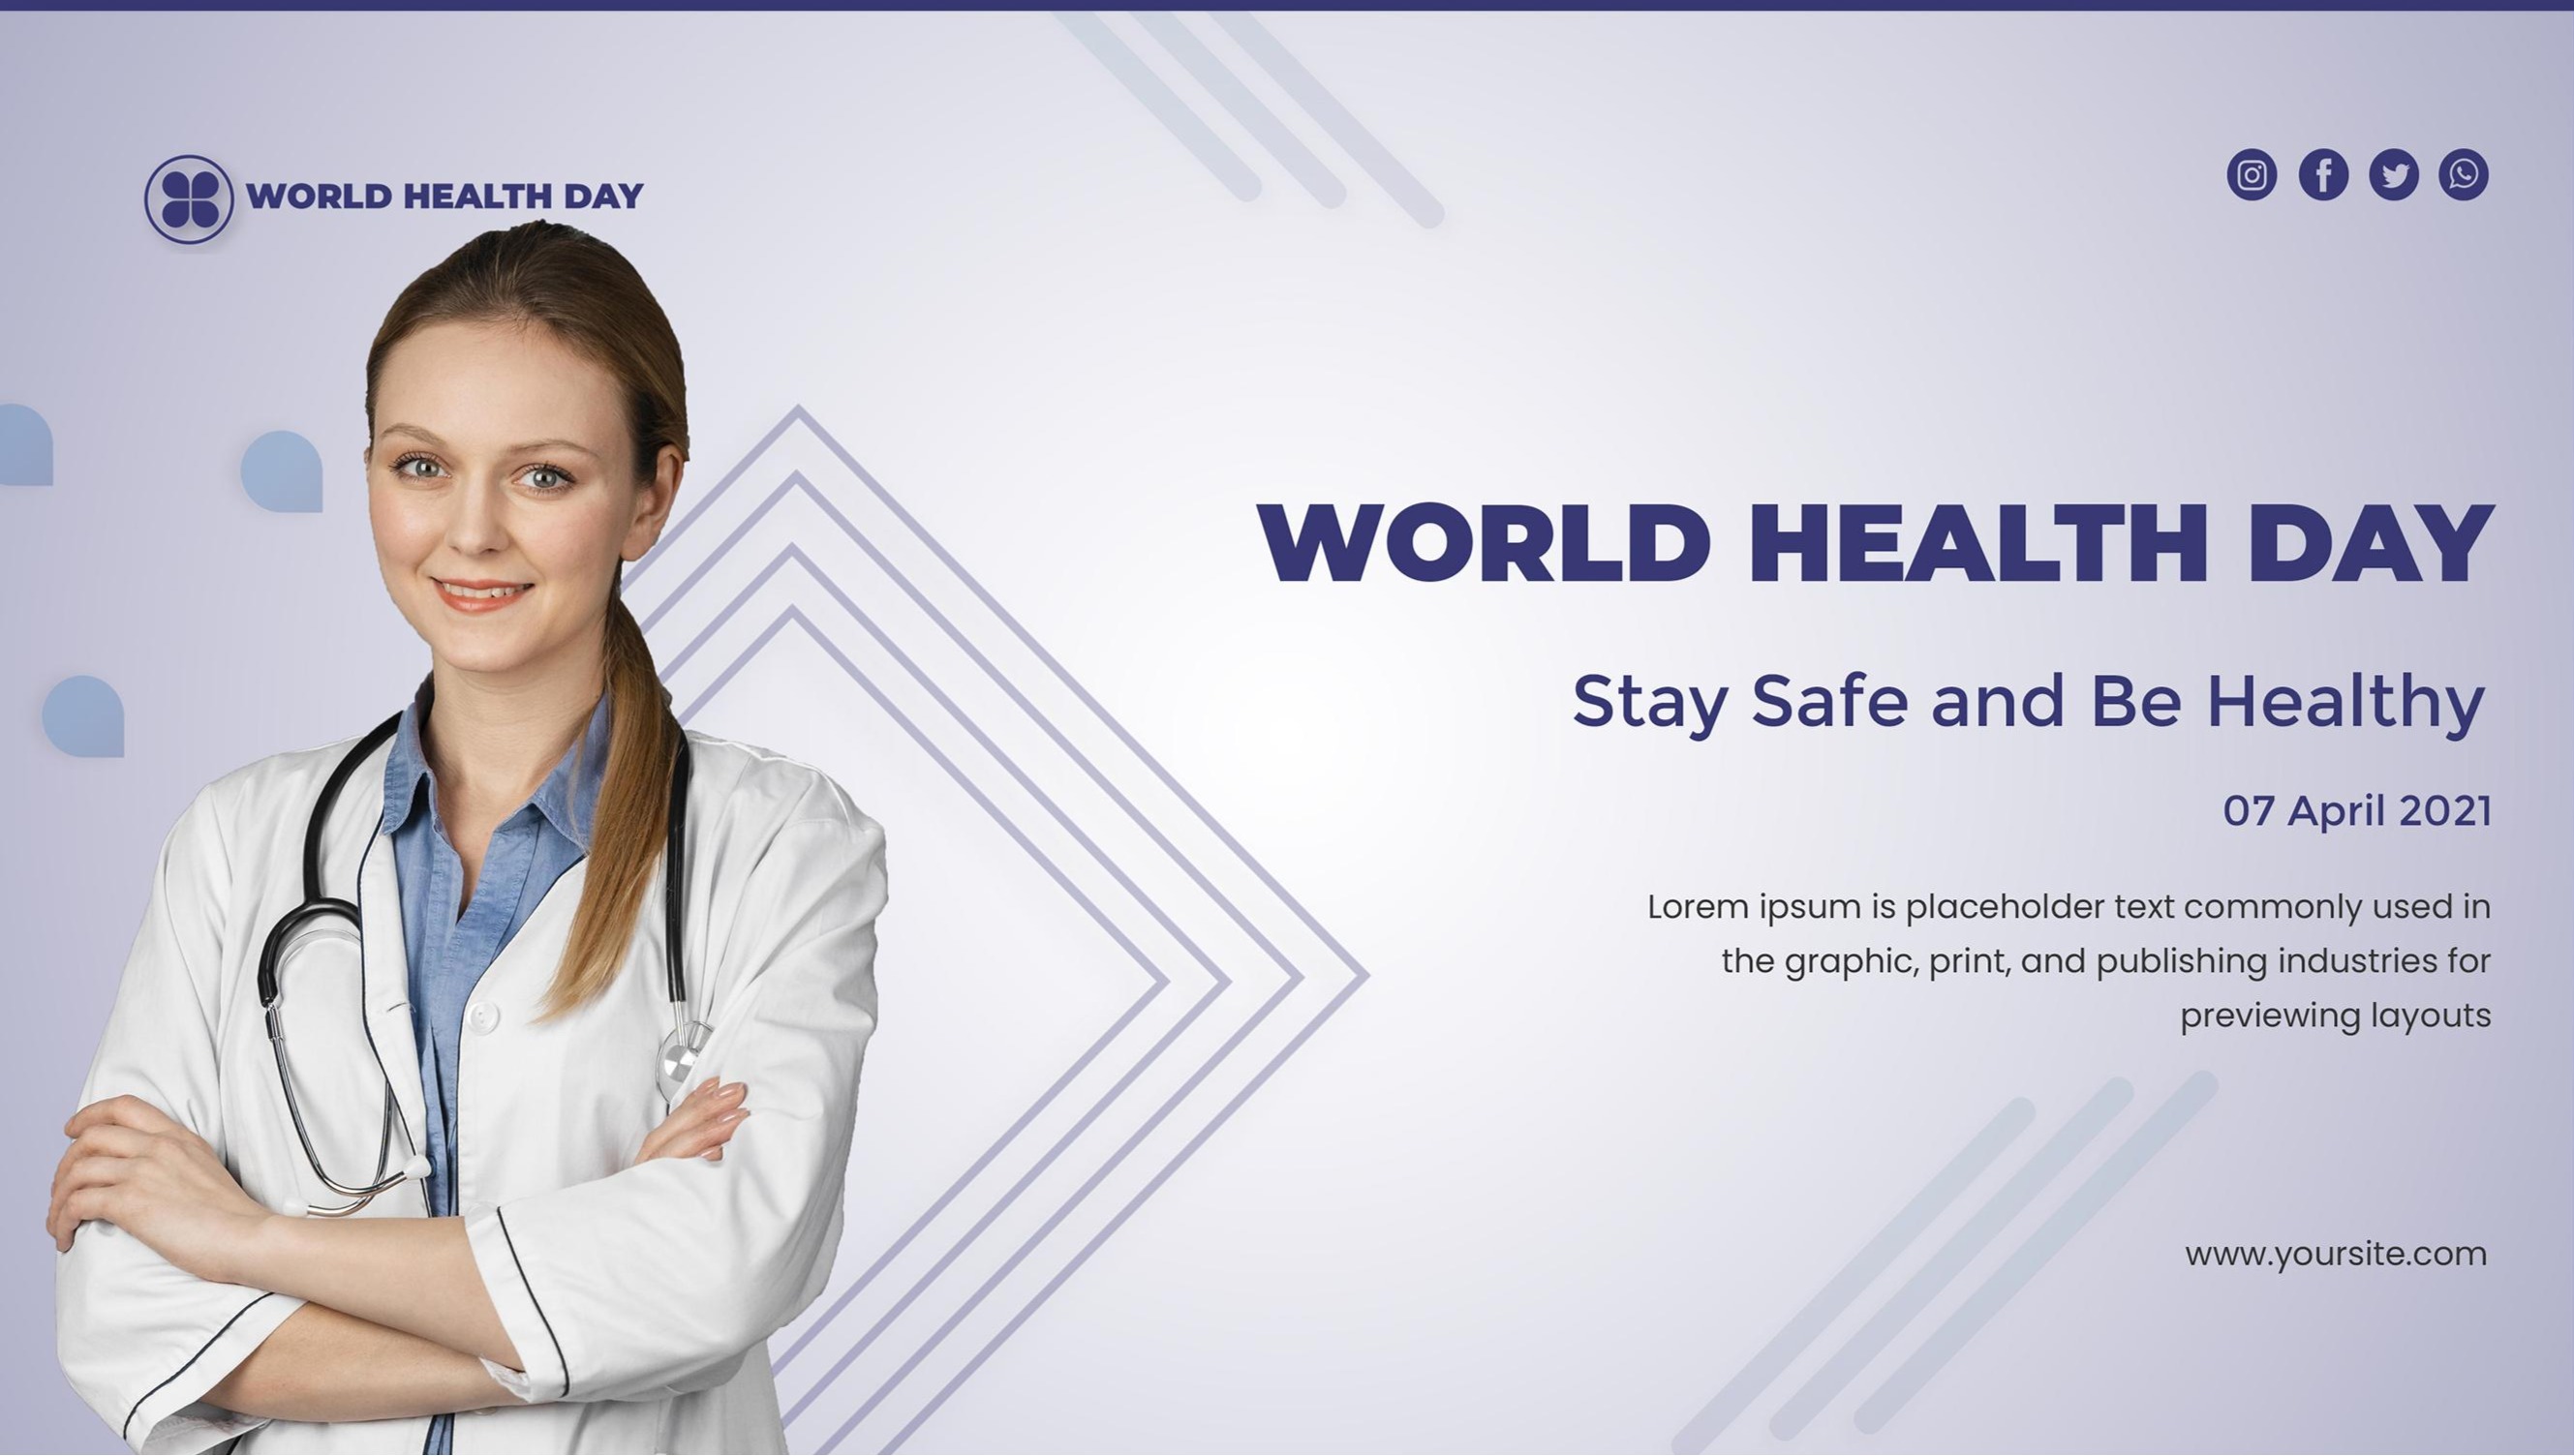 WORLD HEALTH DAY
WORLD HEALTH DAY
Stay Safe and Be Healthy
07 April 2021
Lorem ipsum is placeholder text commonly used in
the graphic, print, and publishing industries for
previewing layouts
www.yoursite.com